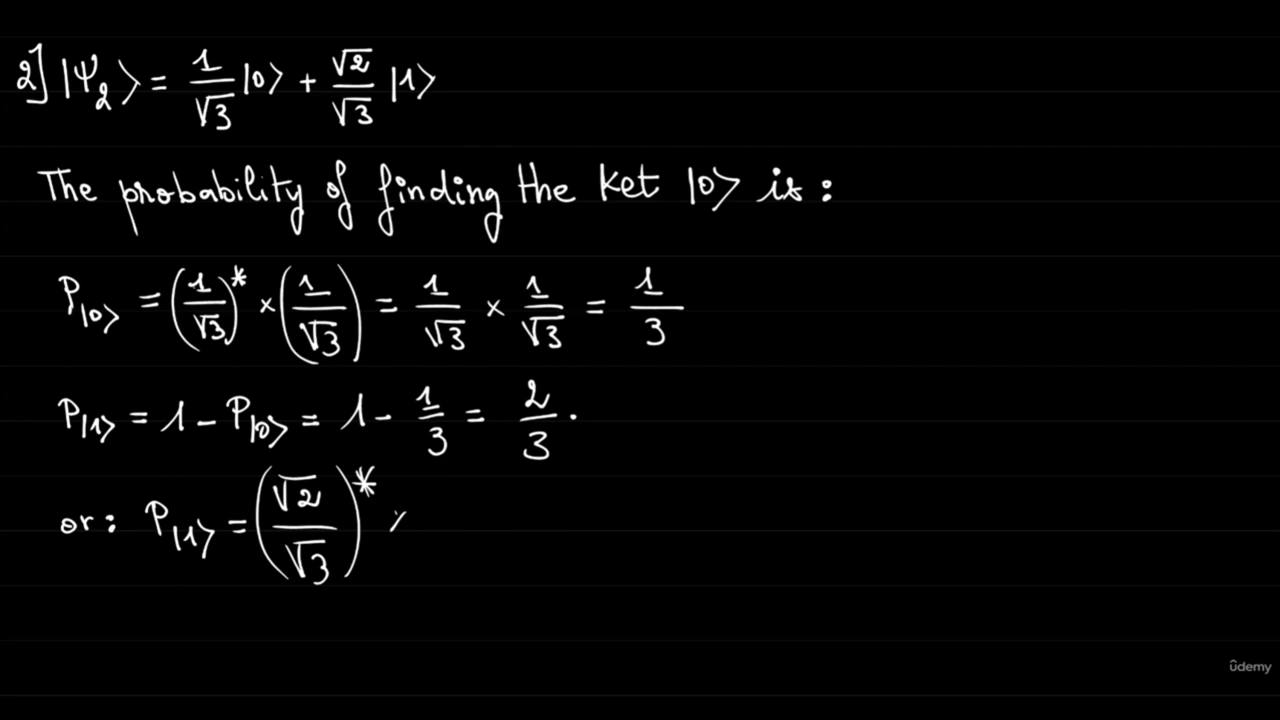 2] |Ψ₂⟩ = 1/√3 |0⟩ + √2/√3 |1⟩
The probability of finding the ket |0⟩ is:
P|0⟩ = (1/√3)* × (1/√3) = 1/√3 × 1/√3 = 1/3
P|1⟩ = 1 - P|0⟩ = 1 - 1/3 = 2/3.
or: P|1⟩ = (√2/√3)*
ûdemy